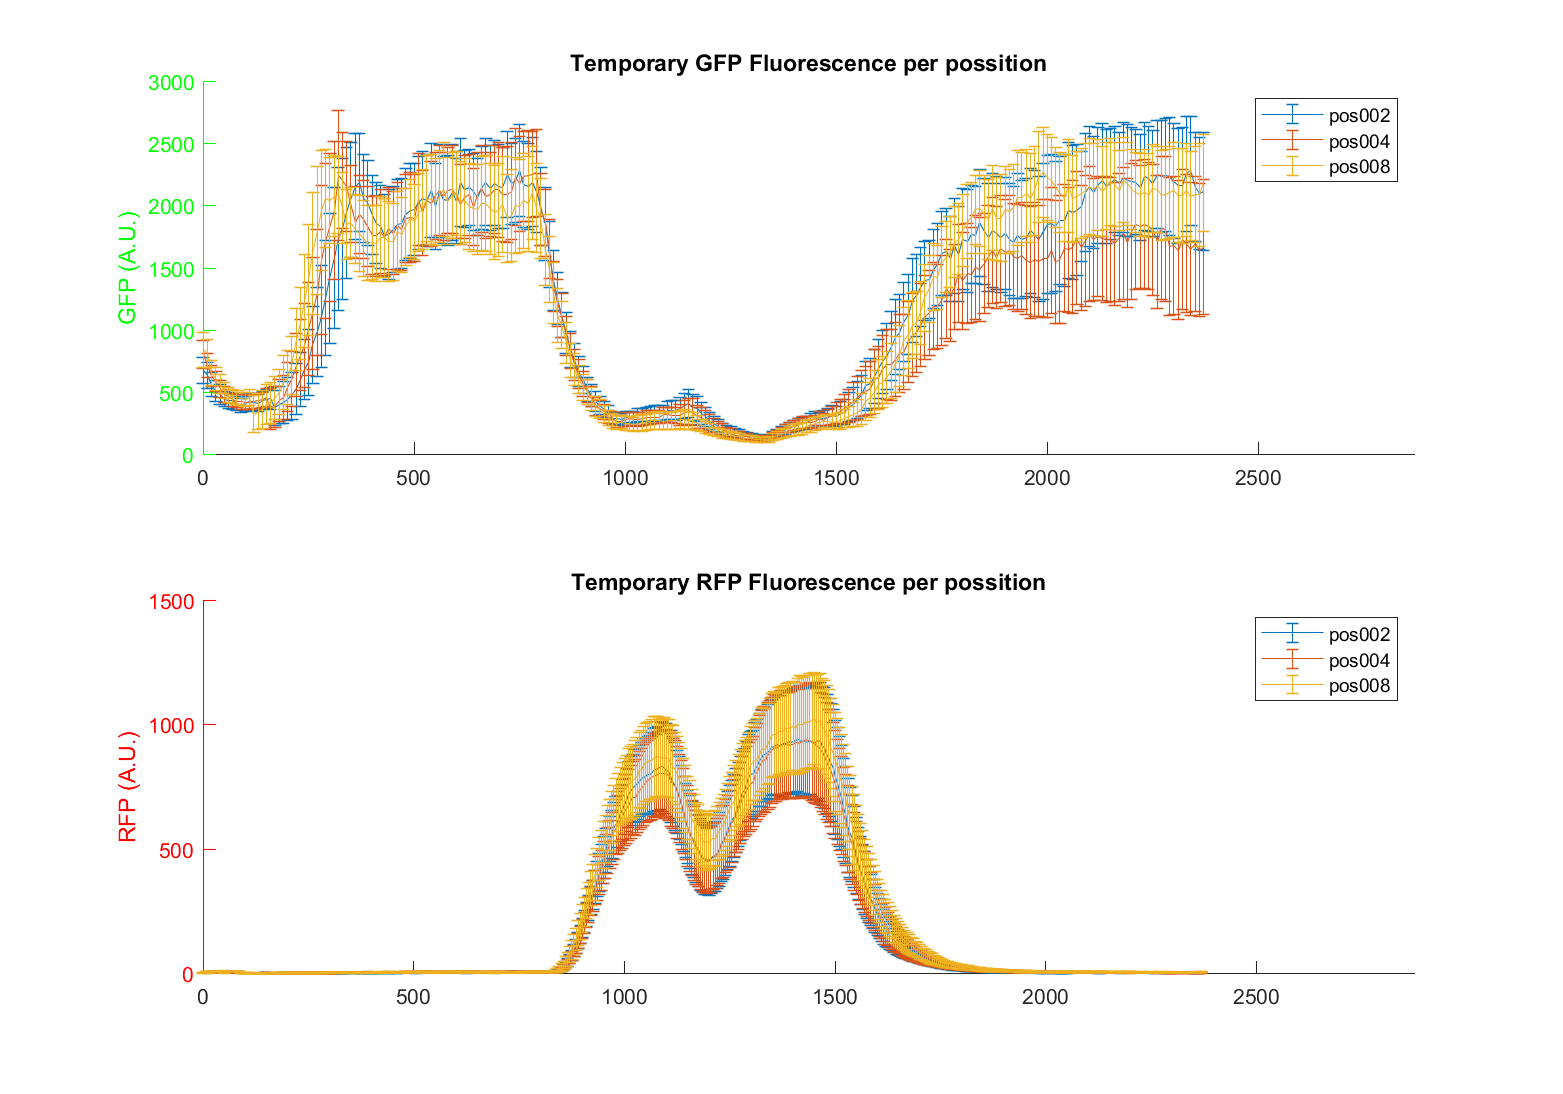 Temporary GFP Fluorescence per possition
3000
2500
2000
1500
1000
500
0
GFP (A.U.)
0 500 1000 1500 2000 2500
pos002
pos004
pos008
Temporary RFP Fluorescence per possition
1500
1000
500
0
RFP (A.U.)
0 500 1000 1500 2000 2500
pos002
pos004
pos008